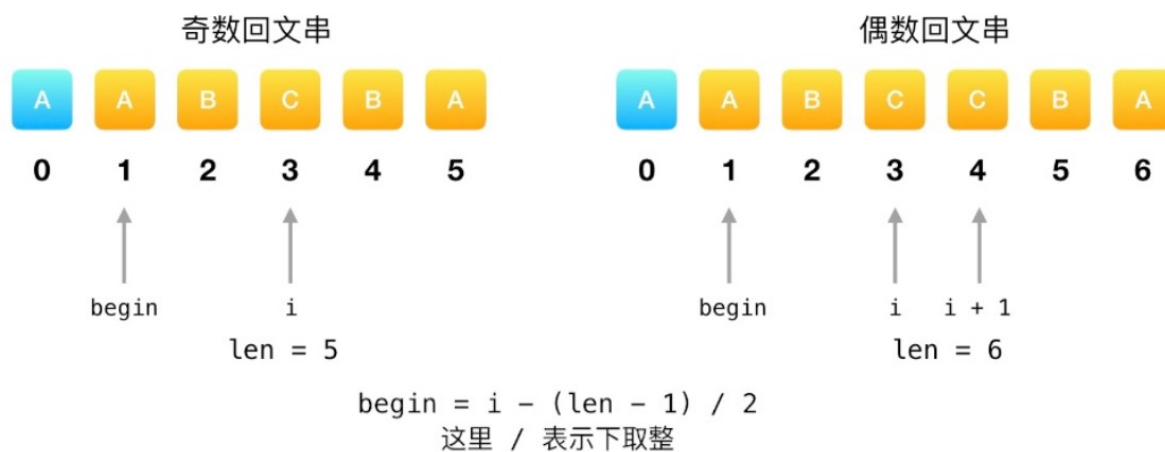 奇数回文串
A A B C B A
0 1 2 3 4 5
begin i
len = 5
偶数回文串
A A B C C B A
0 1 2 3 4 5 6
begin i i + 1
len = 6
begin = i - (len - 1) / 2
这里 / 表示下取整